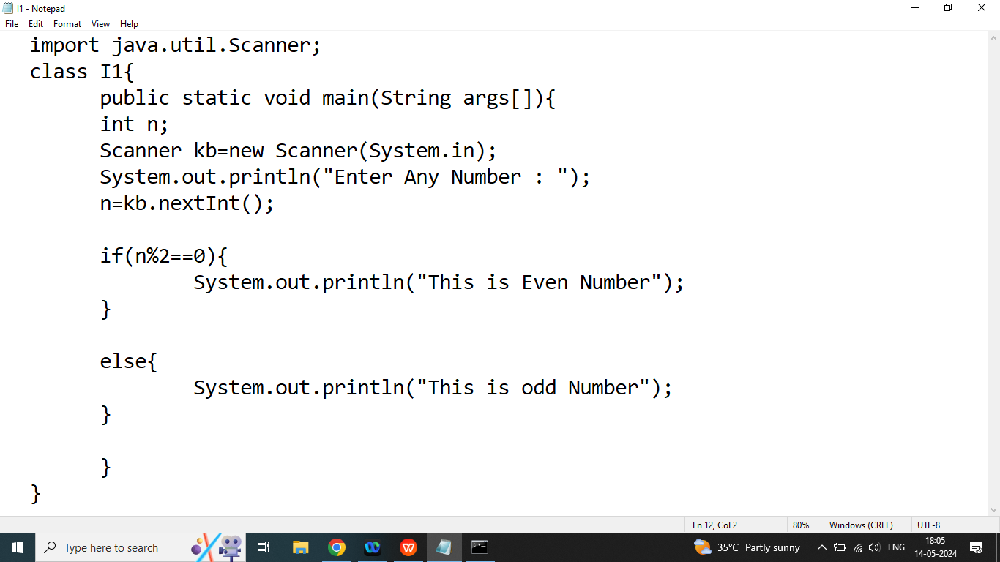 I1 - Notepad
File Edit Format View Help
import java.util.Scanner;
class I1{
public static void main(String args[]){
int n;
Scanner kb=new Scanner(System.in);
System.out.println("Enter Any Number : ");
n=kb.nextInt();
if(n%2==0){
System.out.println("This is Even Number");
}
else{
System.out.println("This is odd Number");
}
}
}
Ln 12, Col 2 80% Windows (CRLF) UTF-8
Type here to search 35°C Partly sunny ENG 18:05
14-05-2024